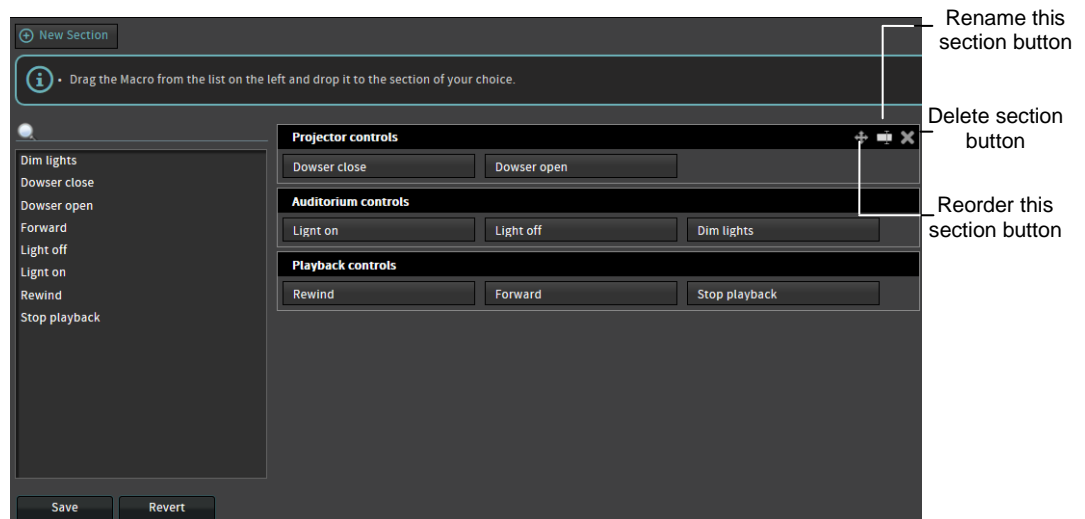 New Section
Rename this
section button
• Drag the Macro from the list on the left and drop it to the section of your choice.
Delete section
button
Projector controls
Dowser close
Dowser open
Auditorium controls
Lignt on
Light off
Dim lights
Reorder this
section button
Playback controls
Rewind
Forward
Stop playback
Dim lights
Dowser close
Dowser open
Forward
Light off
Lignt on
Rewind
Stop playback
Save
Revert